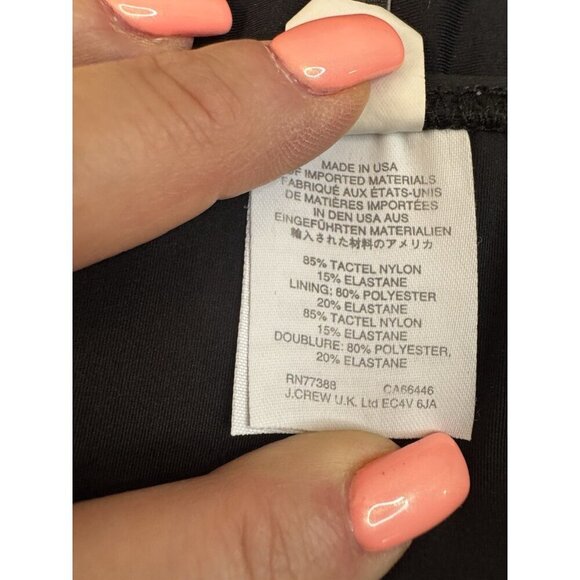 MADE IN USA
OF IMPORTED MATERIALS
FABRIQUÉ AUX ÉTATS-UNIS
DE MATIÈRES IMPORTÉES
IN DEN USA AUS
EINGEFÜHRTEN MATERIALIEN
輸入された材料のアメリカ
85% TACTEL NYLON
15% ELASTANE
LINING: 80% POLYESTER
20% ELASTANE
85% TACTEL NYLON
15% ELASTANE
DOUBLURE: 80% POLYESTER,
20% ELASTANE
RN77388 CA66446
J.CREW U.K. Ltd EC4V 6JA